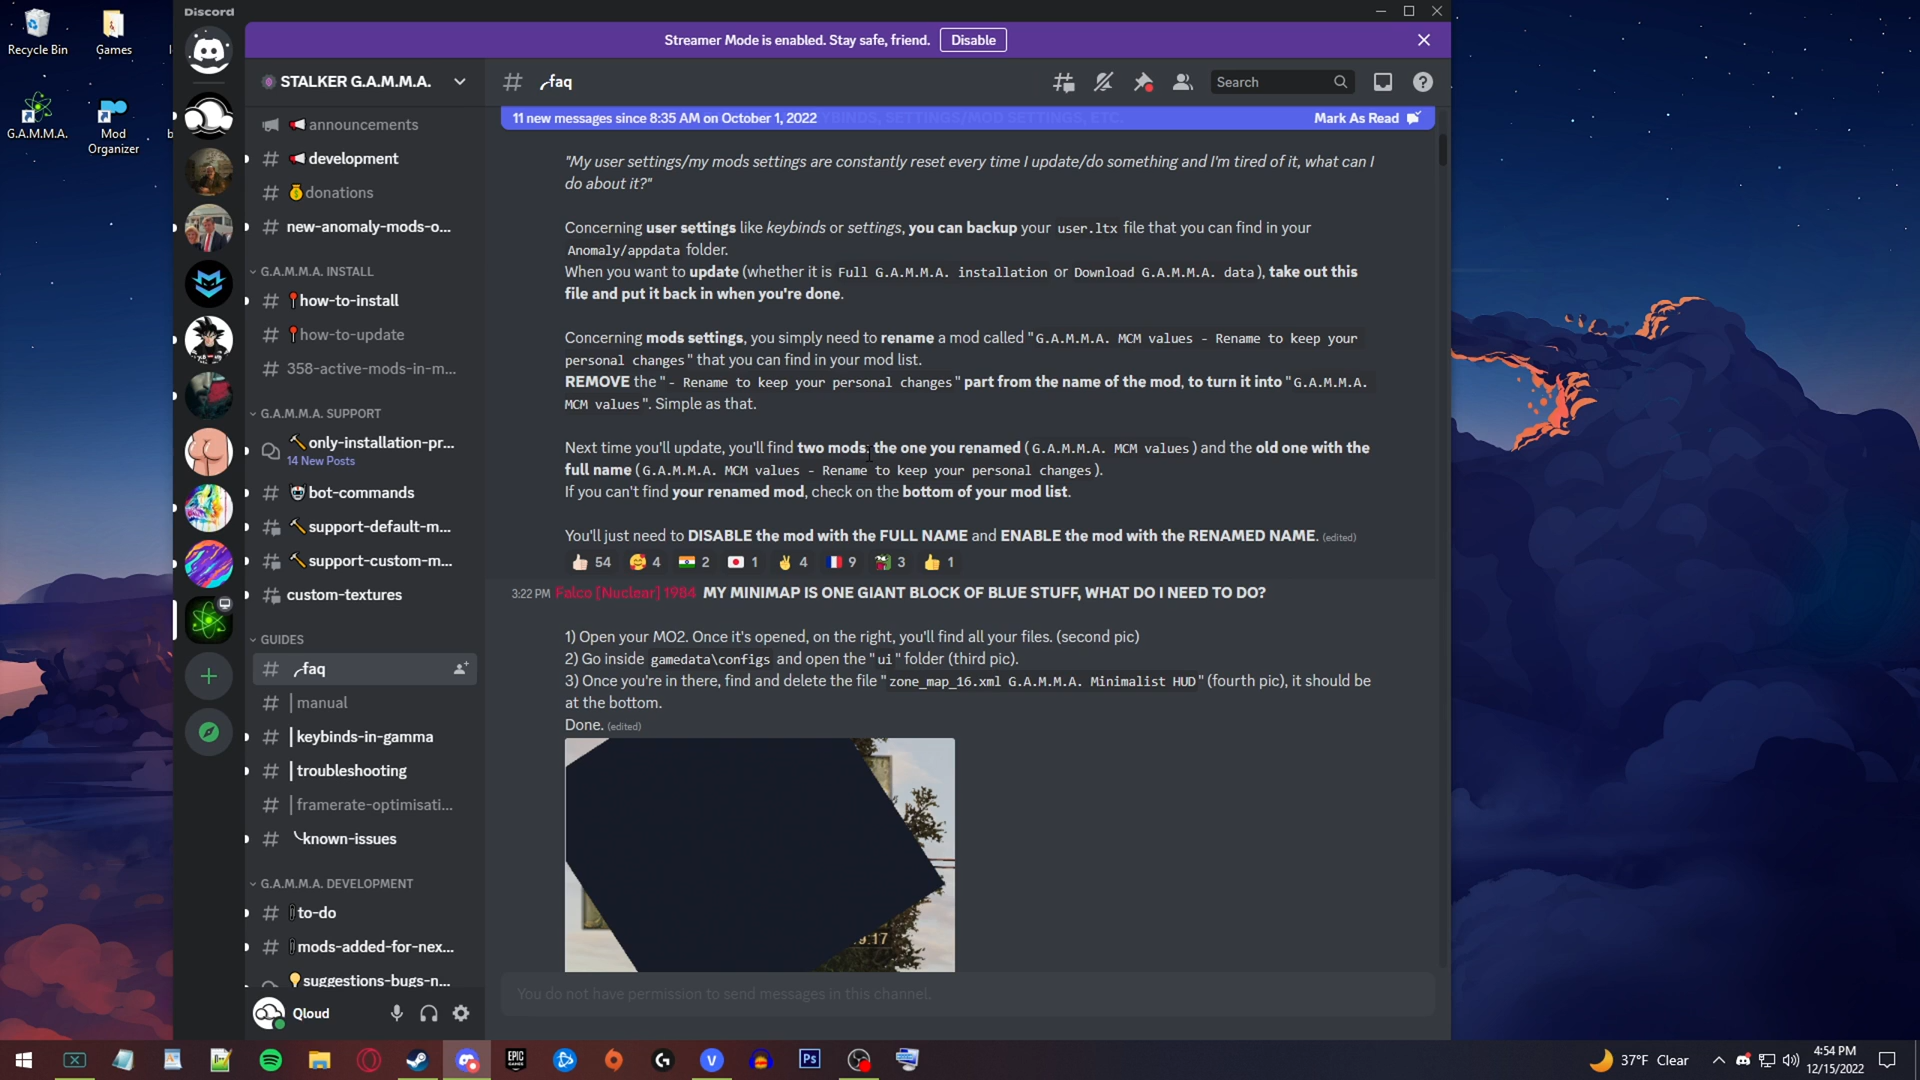 Discord
Recycle Bin
Games
G.A.M.M.A.
Mod
Organizer
Streamer Mode is enabled. Stay safe, friend.
Disable
STALKER G.A.M.M.A.
faq
Search
11 new messages since 8:35 AM on October 1, 2022
Mark As Read
announcements
development
donations
new-anomaly-mods-o...
G.A.M.M.A. INSTALL
how-to-install
how-to-update
358-active-mods-in-m...
G.A.M.M.A. SUPPORT
only-installation-pr...
14 New Posts
bot-commands
support-default-m...
support-custom-m...
custom-textures
GUIDES
faq
manual
keybinds-in-gamma
troubleshooting
framerate-optimisati...
known-issues
G.A.M.M.A. DEVELOPMENT
to-do
mods-added-for-nex...
suggestions-bugs-n...
Qloud
"My user settings/my mods settings are constantly reset every time I update/do something and I'm tired of it, what can I
do about it?"
Concerning user settings like keybinds or settings, you can backup your user.ltx file that you can find in your
Anomaly/appdata folder.
When you want to update (whether it is Full G.A.M.M.A. installation or Download G.A.M.M.A. data), take out this
file and put it back in when you're done.
Concerning mods settings, you simply need to rename a mod called "G.A.M.M.A. MCM values - Rename to keep your
personal changes" that you can find in your mod list.
REMOVE the "- Rename to keep your personal changes" part from the name of the mod, to turn it into "G.A.M.M.A.
MCM values". Simple as that.
Next time you'll update, you'll find two mods, the one you renamed (G.A.M.M.A. MCM values) and the old one with the
full name (G.A.M.M.A. MCM values - Rename to keep your personal changes).
If you can't find your renamed mod, check on the bottom of your mod list.
You'll just need to DISABLE the mod with the FULL NAME and ENABLE the mod with the RENAMED NAME. (edited)
54 4 2 1 4 9 3 1
3:22 PM Falco [Nuclear] 1984 MY MINIMAP IS ONE GIANT BLOCK OF BLUE STUFF, WHAT DO I NEED TO DO?
1) Open your MO2. Once it's opened, on the right, you'll find all your files. (second pic)
2) Go inside gamedata\configs and open the "ui" folder (third pic).
3) Once you're in there, find and delete the file "zone_map_16.xml G.A.M.M.A. Minimalist HUD" (fourth pic), it should be
at the bottom.
Done. (edited)
You do not have permission to send messages in this channel.
EPIC
GAMES
V
Ps
37°F Clear
4:54 PM
12/15/2022